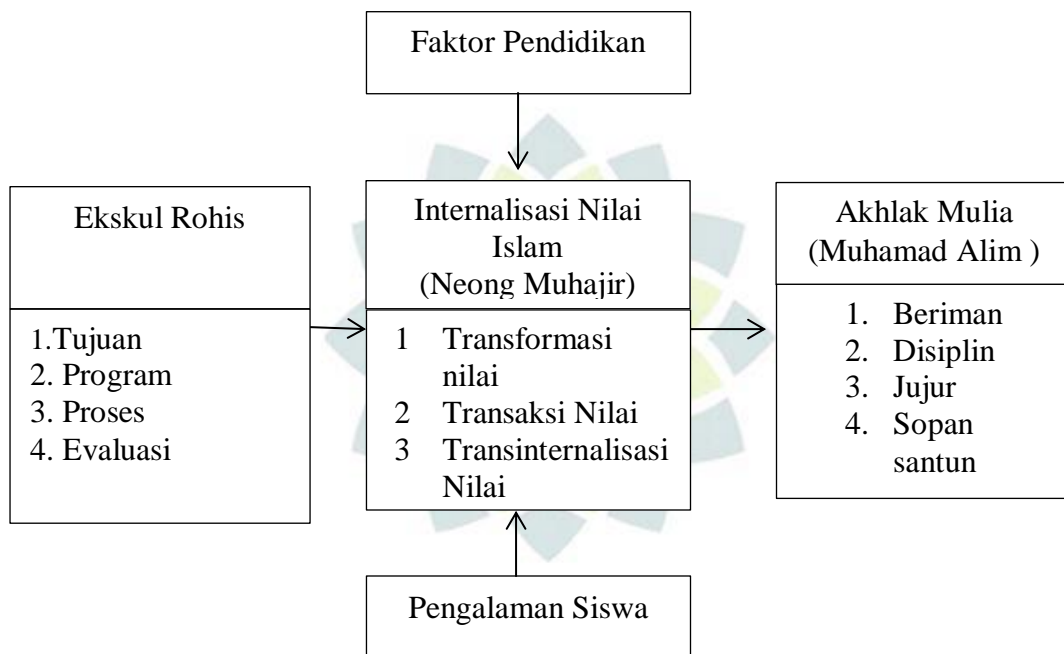 Faktor Pendidikan
Ekskul Rohis
1.Tujuan
2. Program
3. Proses
4. Evaluasi
Internalisasi Nilai
Islam
(Neong Muhajir)
1 Transformasi
nilai
2 Transaksi Nilai
3 Transinternalisasi
Nilai
Akhlak Mulia
(Muhamad Alim )
1. Beriman
2. Disiplin
3. Jujur
4. Sopan
santun
Pengalaman Siswa